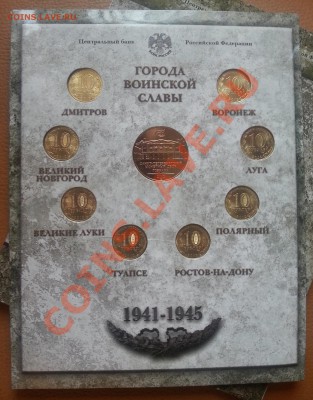 COINS.LAVE.RU
Центральный банк Российской Федерации
ГОРОДА
ВОИНСКОЙ
СЛАВЫ
ДМИТРОВ
ВОРОНЕЖ
10
10
10
ВЕЛИКИЙ
НОВГОРОД
ЛУГА
10
10
ВЕЛИКИЕ ЛУКИ
ПОЛЯРНЫЙ
10
10
ТУАПСЕ
РОСТОВ-НА-ДОНУ
1941-1945
COINS.LAVE.RU